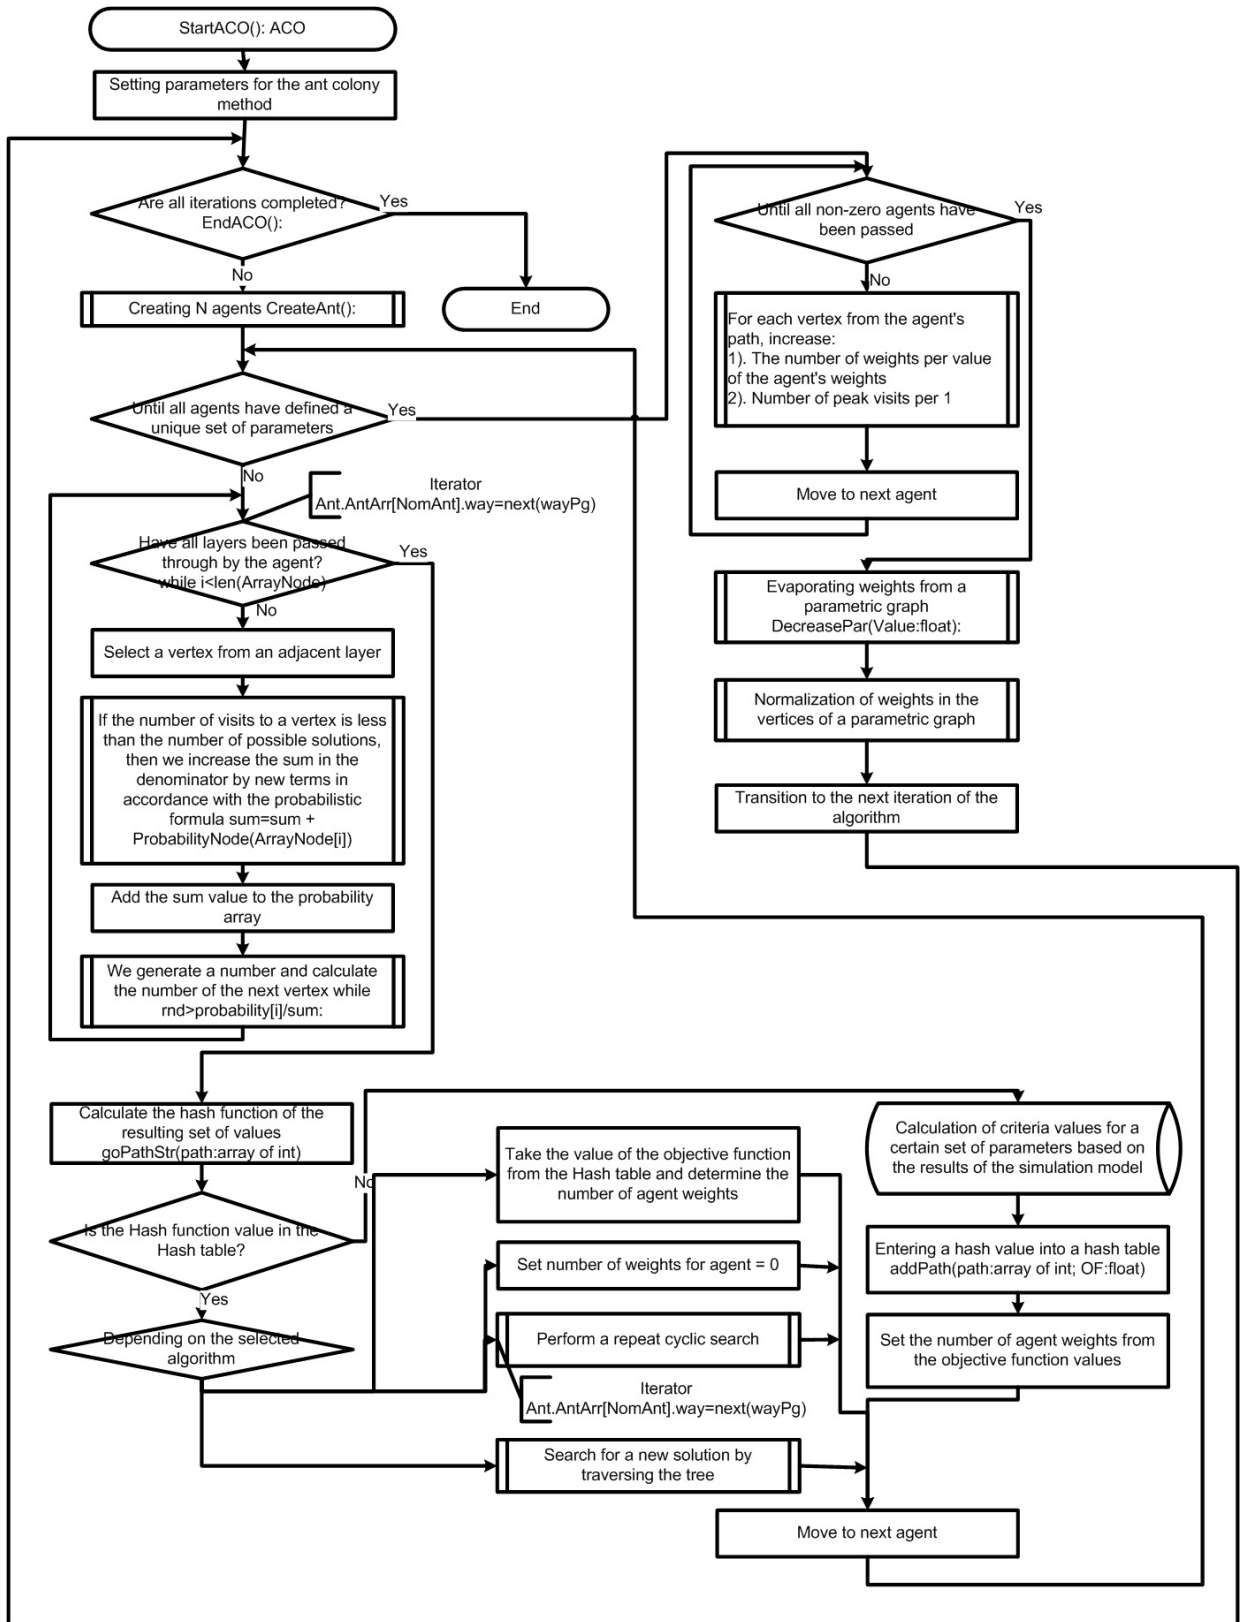 StartACO(): ACO
Setting parameters for the ant colony
method
Are all iterations completed?
EndACO():
Yes
No
End
Creating N agents CreateAnt():
Until all agents have defined a
unique set of parameters
Yes
No
Iterator
Ant.AntArr[NomAnt].way=next(wayPg)
Have all layers been passed
through by the agent?
while i<len(ArrayNode)
Yes
No
Select a vertex from an adjacent layer
If the number of visits to a vertex is less
than the number of possible solutions,
then we increase the sum in the
denominator by new terms in
accordance with the probabilistic
formula sum=sum +
ProbabilityNode(ArrayNode[i])
Add the sum value to the probability
array
We generate a number and calculate
the number of the next vertex while
rnd>probability[i]/sum:
Until all non-zero agents have
been passed
Yes
No
For each vertex from the agent's
path, increase:
1). The number of weights per value
of the agent's weights
2). Number of peak visits per 1
Move to next agent
Evaporating weights from a
parametric graph
DecreasePar(Value:float):
Normalization of weights in the
vertices of a parametric graph
Transition to the next iteration of the
algorithm
Calculate the hash function of the
resulting set of values
goPathStr(path:array of int)
Is the Hash function value in the
Hash table?
No
Yes
Depending on the selected
algorithm
Take the value of the objective function
from the Hash table and determine the
number of agent weights
Set number of weights for agent = 0
Perform a repeat cyclic search
Iterator
Ant.AntArr[NomAnt].way=next(wayPg)
Search for a new solution by
traversing the tree
Calculation of criteria values for a
certain set of parameters based on
the results of the simulation model
Entering a hash value into a hash table
addPath(path:array of int; OF:float)
Set the number of agent weights from
the objective function values
Move to next agent